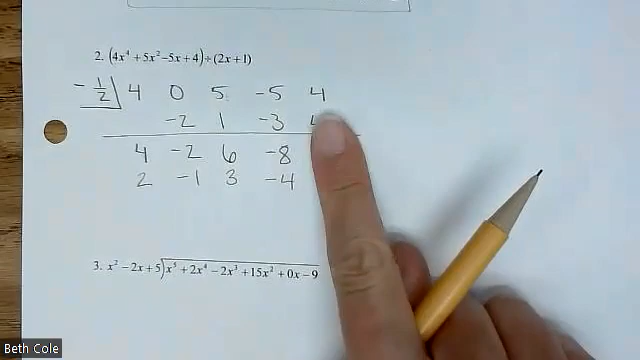 2. (4x⁴ + 5x² - 5x + 4) ÷ (2x + 1)
- 1/2 | 4 0 5 -5 4
-2 1 -3 4
4 -2 6 -8
2 -1 3 -4
3. x² - 2x + 5)x⁵ + 2x⁴ - 2x³ + 15x² + 0x - 9
Beth Cole